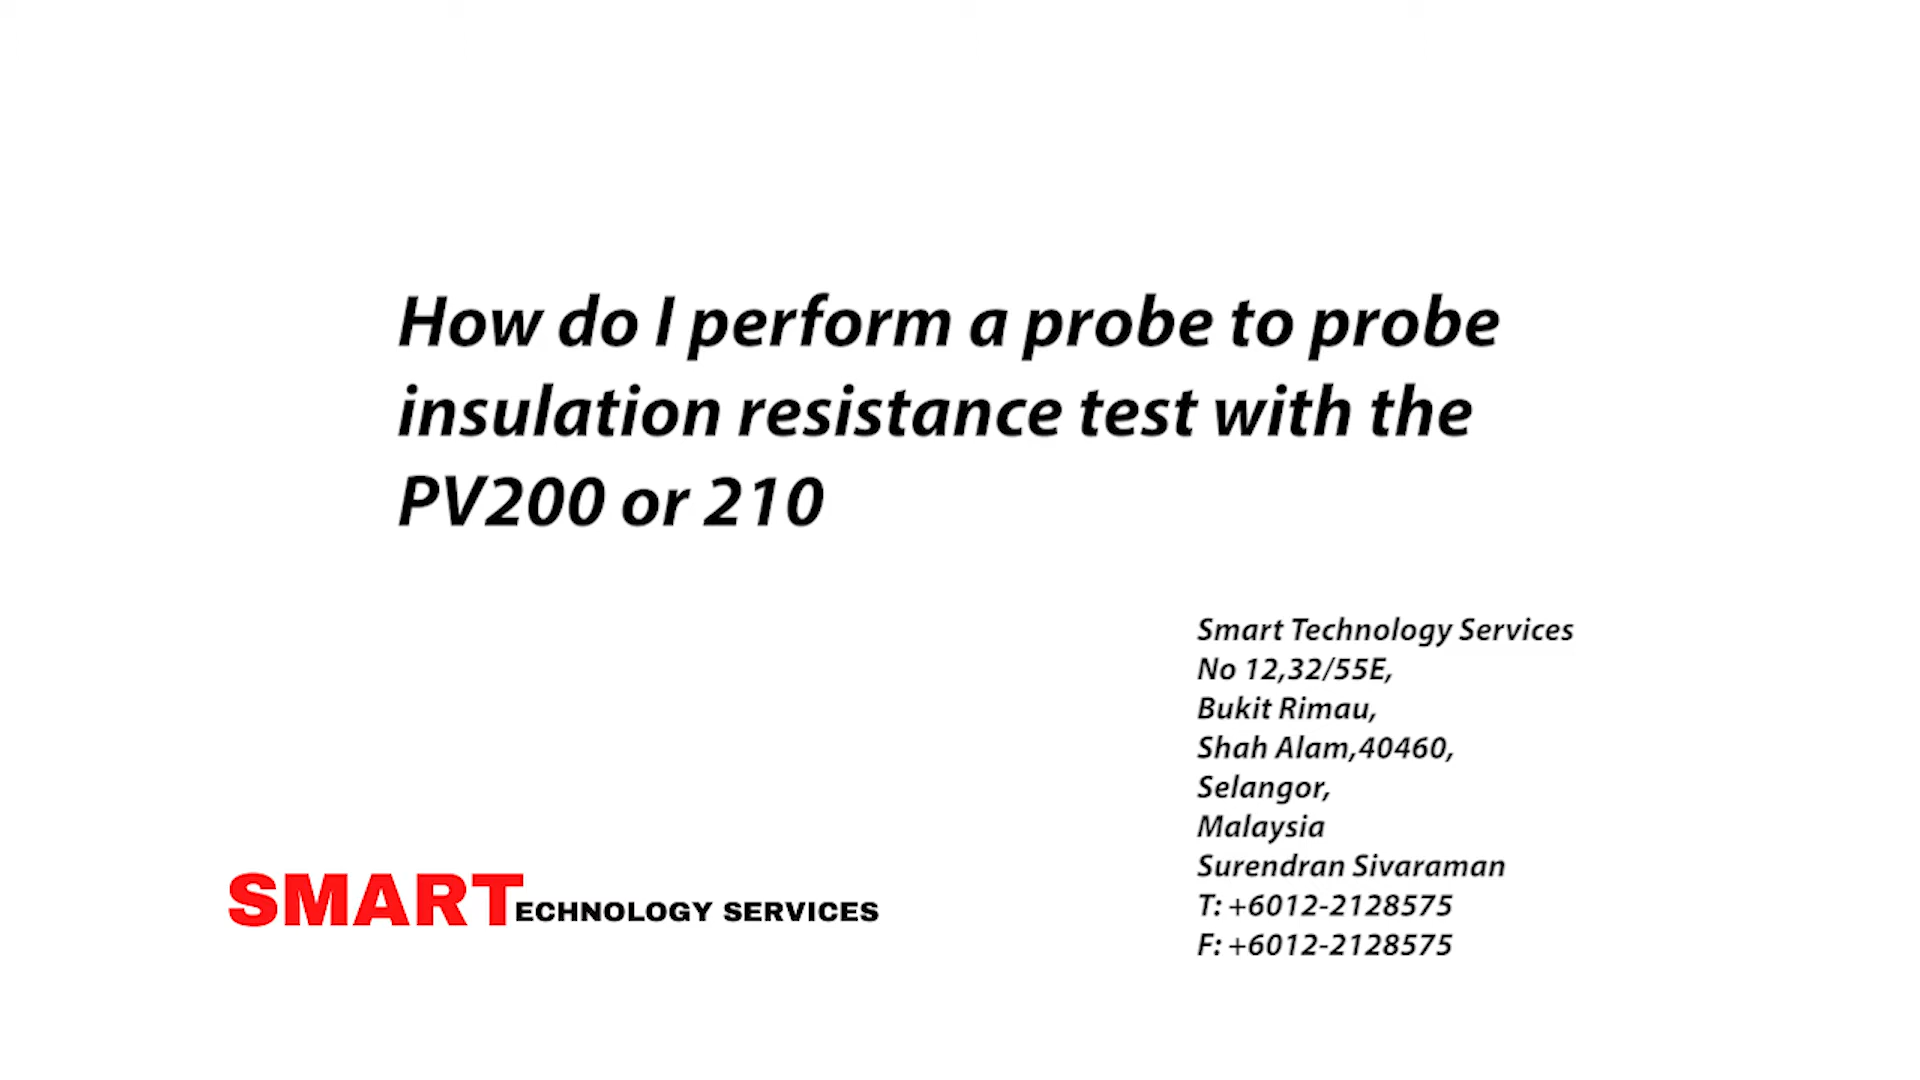 How do I perform a probe to probe
insulation resistance test with the
PV200 or 210
Smart Technology Services
No 12,32/55E,
Bukit Rimau,
Shah Alam,40460,
Selangor,
Malaysia
Surendran Sivaraman
T: +6012-2128575
F: +6012-2128575
SMARTECHNOLOGY SERVICES